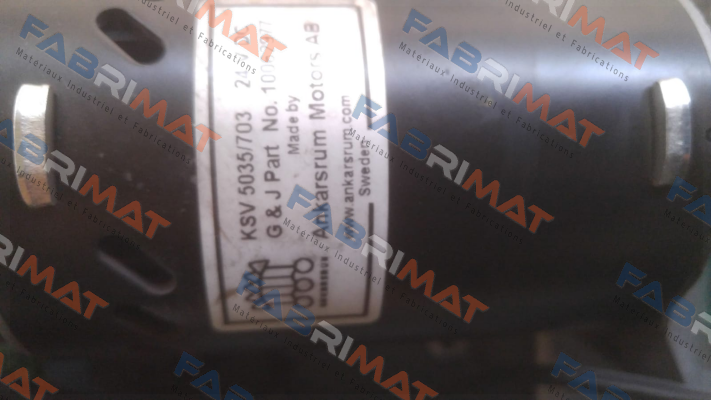 KSV 5035/703 24
G & J Part No.
Made by
Ankarsrum Motors AB
www.ankarsrum.com
Sweden
FABRIMAT
Matériaux Industriel et Fabrications